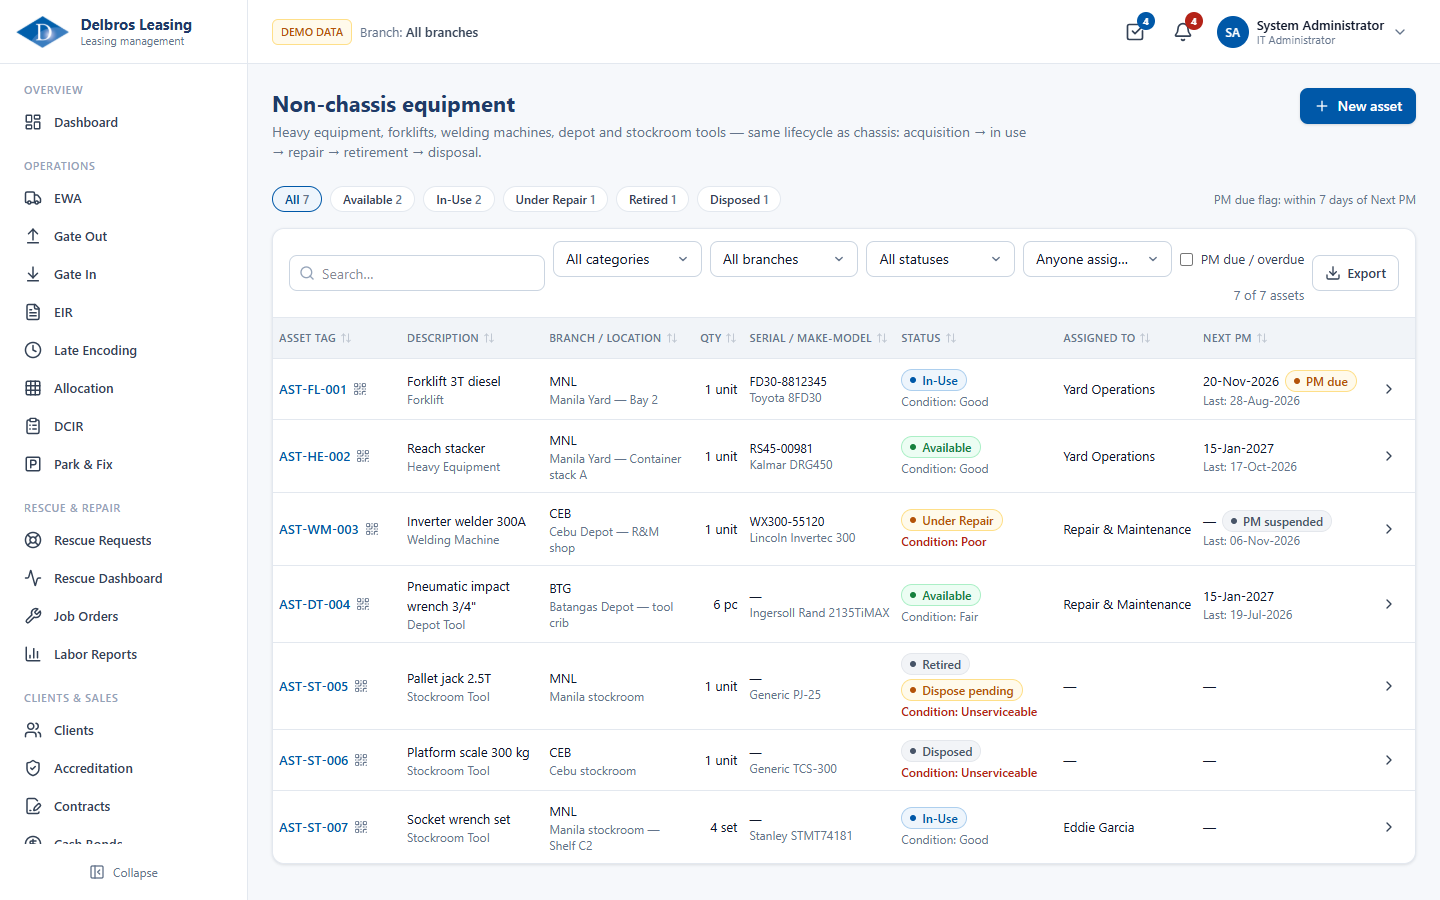 D
Delbros Leasing
Leasing management
DEMO DATA
Branch: All branches
4
4
SA
System Administrator
IT Administrator
OVERVIEW
Dashboard
OPERATIONS
EWA
Gate Out
Gate In
EIR
Late Encoding
Allocation
DCIR
Park & Fix
RESCUE & REPAIR
Rescue Requests
Rescue Dashboard
Job Orders
Labor Reports
CLIENTS & SALES
Clients
Accreditation
Contracts
Cash Bonds
Collapse
Non-chassis equipment
Heavy equipment, forklifts, welding machines, depot and stockroom tools — same lifecycle as chassis: acquisition → in use
→ repair → retirement → disposal.
New asset
All 7
Available 2
In-Use 2
Under Repair 1
Retired 1
Disposed 1
PM due flag: within 7 days of Next PM
Search...
All categories
All branches
All statuses
Anyone assig...
PM due / overdue
7 of 7 assets
Export
ASSET TAG
DESCRIPTION
BRANCH / LOCATION
QTY
SERIAL / MAKE-MODEL
STATUS
ASSIGNED TO
NEXT PM
AST-FL-001
Forklift 3T diesel
Forklift
MNL
Manila Yard — Bay 2
1 unit
FD30-8812345
Toyota 8FD30
In-Use
Condition: Good
Yard Operations
20-Nov-2026
PM due
Last: 28-Aug-2026
AST-HE-002
Reach stacker
Heavy Equipment
MNL
Manila Yard — Container
stack A
1 unit
RS45-00981
Kalmar DRG450
Available
Condition: Good
Yard Operations
15-Jan-2027
Last: 17-Oct-2026
AST-WM-003
Inverter welder 300A
Welding Machine
CEB
Cebu Depot — R&M
shop
1 unit
WX300-55120
Lincoln Invertec 300
Under Repair
Condition: Poor
Repair & Maintenance
—
PM suspended
Last: 06-Nov-2026
AST-DT-004
Pneumatic impact
wrench 3/4"
Depot Tool
BTG
Batangas Depot — tool
crib
6 pc
—
Ingersoll Rand 2135TiMAX
Available
Condition: Fair
Repair & Maintenance
15-Jan-2027
Last: 19-Jul-2026
AST-ST-005
Pallet jack 2.5T
Stockroom Tool
MNL
Manila stockroom
1 unit
—
Generic PJ-25
Retired
Dispose pending
Condition: Unserviceable
—
—
AST-ST-006
Platform scale 300 kg
Stockroom Tool
CEB
Cebu stockroom
1 unit
—
Generic TCS-300
Disposed
Condition: Unserviceable
—
—
AST-ST-007
Socket wrench set
Stockroom Tool
MNL
Manila stockroom —
Shelf C2
4 set
—
Stanley STMT74181
In-Use
Condition: Good
Eddie Garcia
—